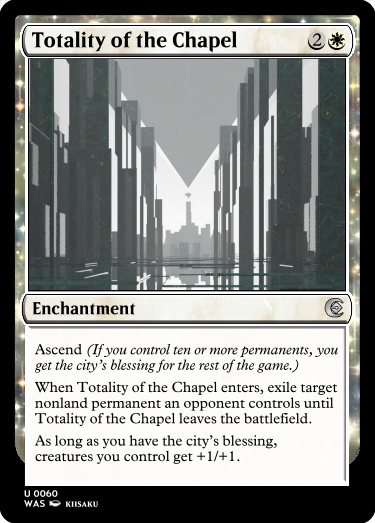 Totality of the Chapel 2
Enchantment
Ascend (If you control ten or more permanents, you
get the city's blessing for the rest of the game.)
When Totality of the Chapel enters, exile target
nonland permanent an opponent controls until
Totality of the Chapel leaves the battlefield.
As long as you have the city's blessing,
creatures you control get +1/+1.
U 0060
WAS KIISAKU